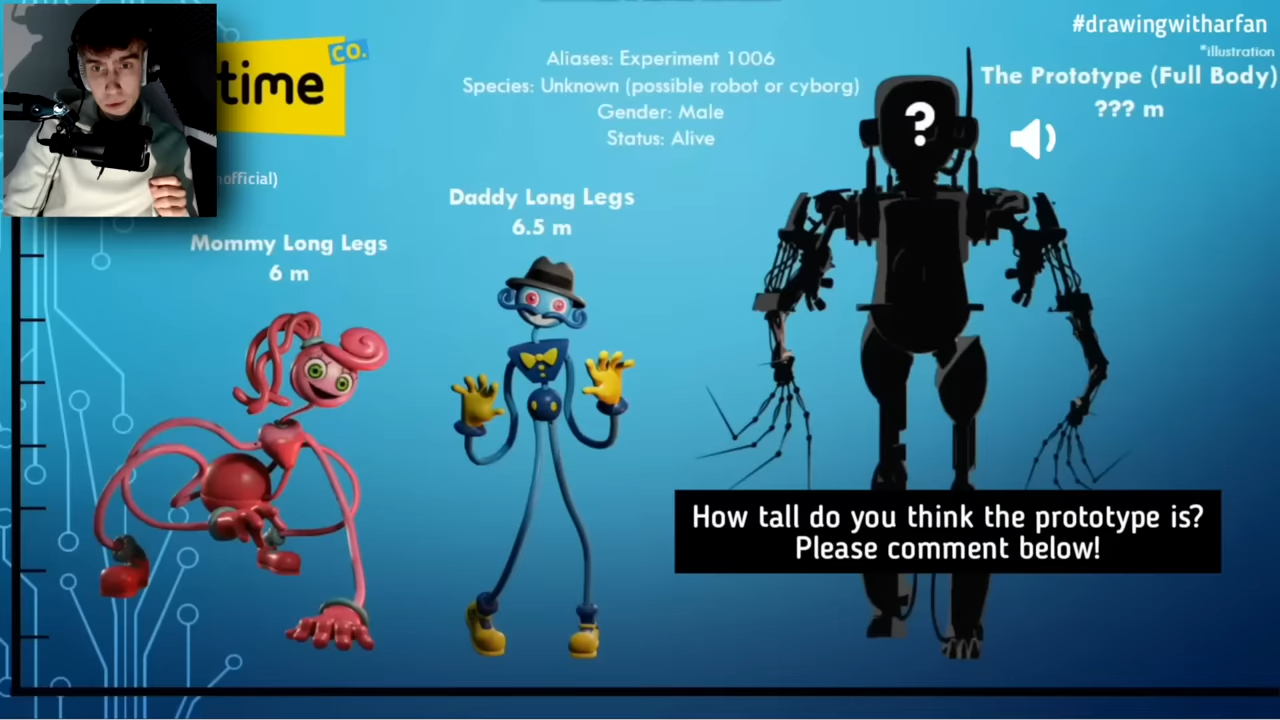 #drawingwitharfan
*illustration
time
CO.
Aliases: Experiment 1006
Species: Unknown (possible robot or cyborg)
Gender: Male
Status: Alive
The Prototype (Full Body)
??? m
?
Daddy Long Legs
6.5 m
Mommy Long Legs
6 m
How tall do you think the prototype is?
Please comment below!